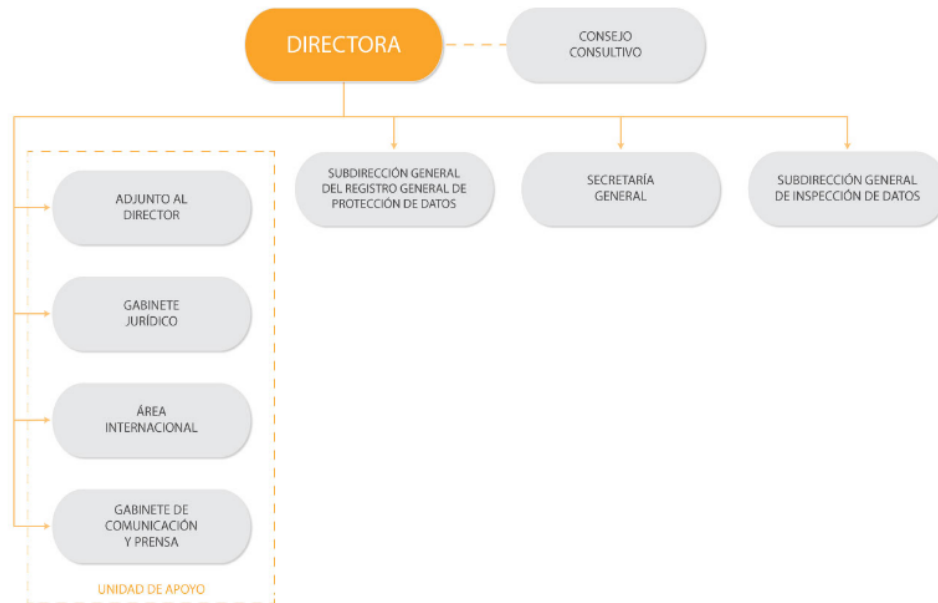 DIRECTORA
CONSEJO
CONSULTIVO
SUBDIRECCIÓN GENERAL
DEL REGISTRO GENERAL DE
PROTECCIÓN DE DATOS
SECRETARÍA
GENERAL
SUBDIRECCIÓN GENERAL
DE INSPECCIÓN DE DATOS
ADJUNTO AL
DIRECTOR
GABINETE
JURÍDICO
ÁREA
INTERNACIONAL
GABINETE DE
COMUNICACIÓN
Y PRENSA
UNIDAD DE APOYO